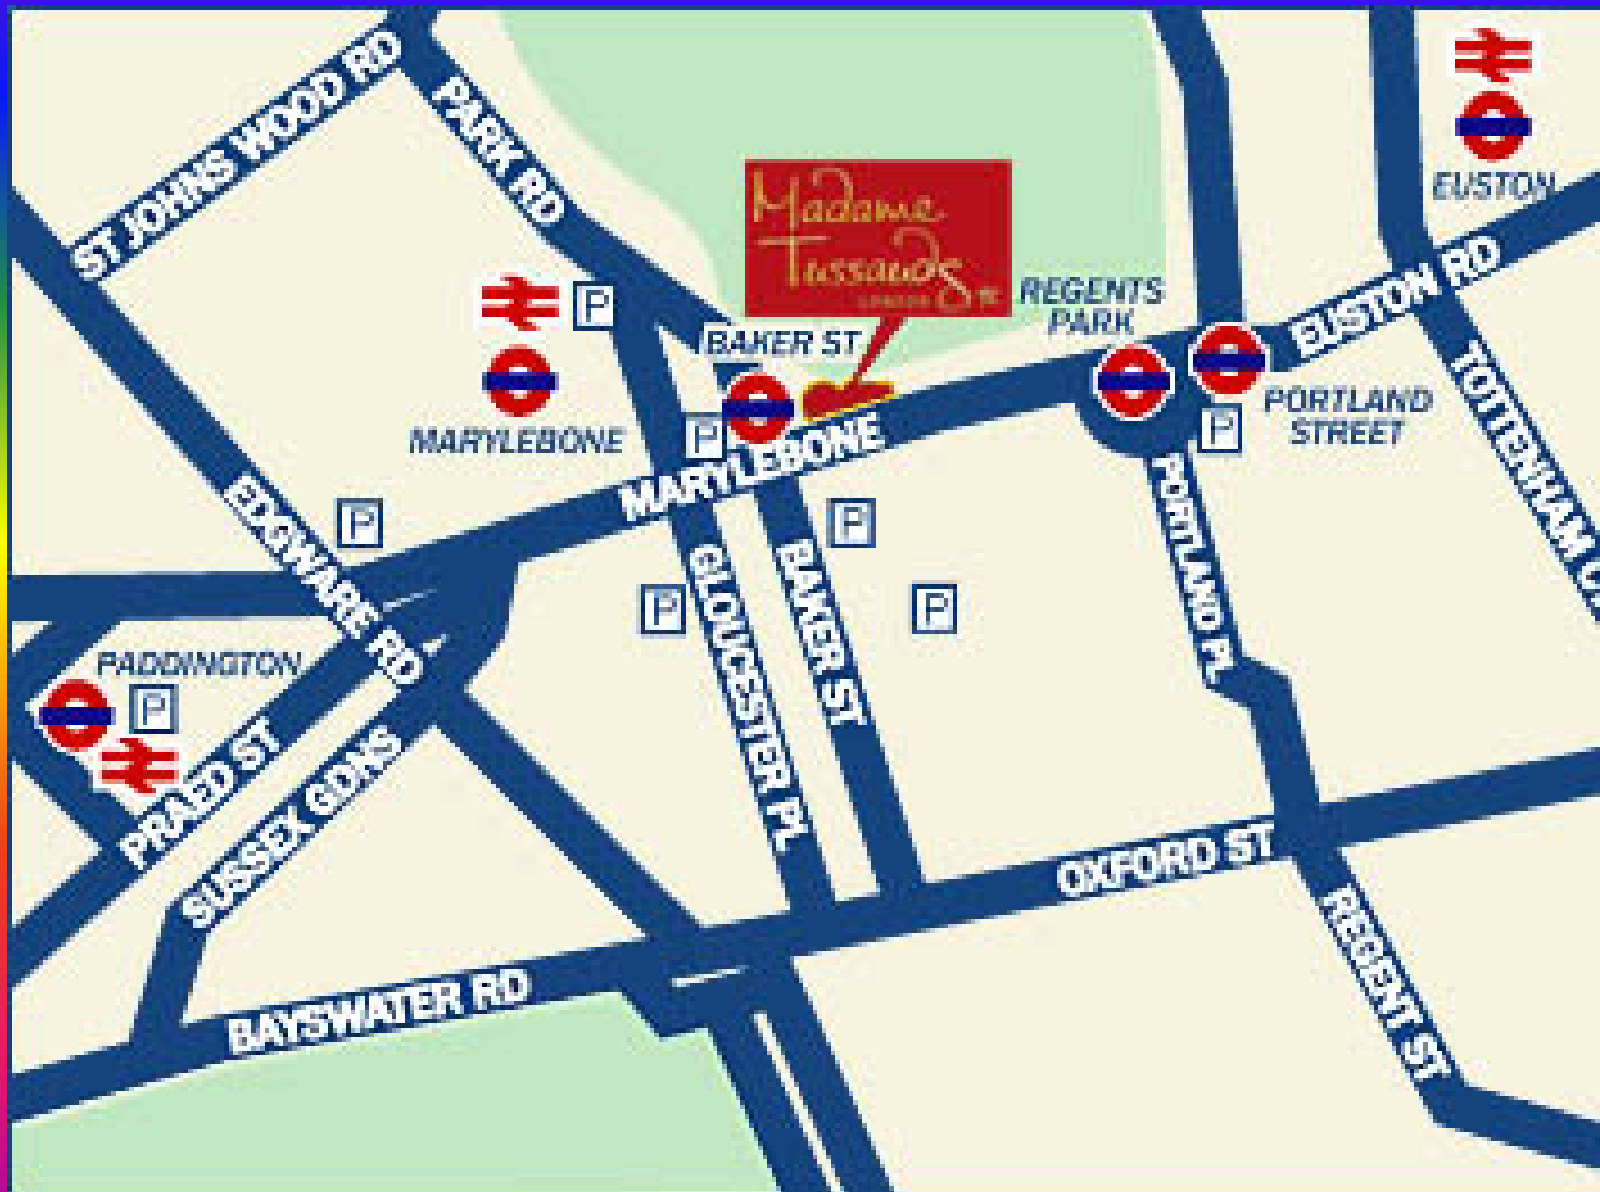 ST JOHNS WOOD RD
PARK RD
EUSTON
Madame
Tussauds
LONDON
REGENTS
PARK
EUSTON RD
P
BAKER ST
MARYLEBONE
P
MARYLEBONE
PORTLAND
STREET
P
TOTTENHAM
EDGWARE RD
P
P
GLOUCESTER PL
BAKER ST
PORTLAND PL
P
P
PADDINGTON
P
PRAED ST
SUSSEX GDNS
OXFORD ST
REGENT ST
BAYSWATER RD